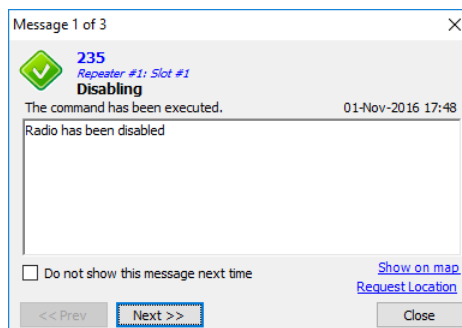 Message 1 of 3
235
Repeater #1: Slot #1
Disabling
The command has been executed. 01-Nov-2016 17:48
Radio has been disabled
Do not show this message next time
Show on map
Request Location
<< Prev Next >> Close